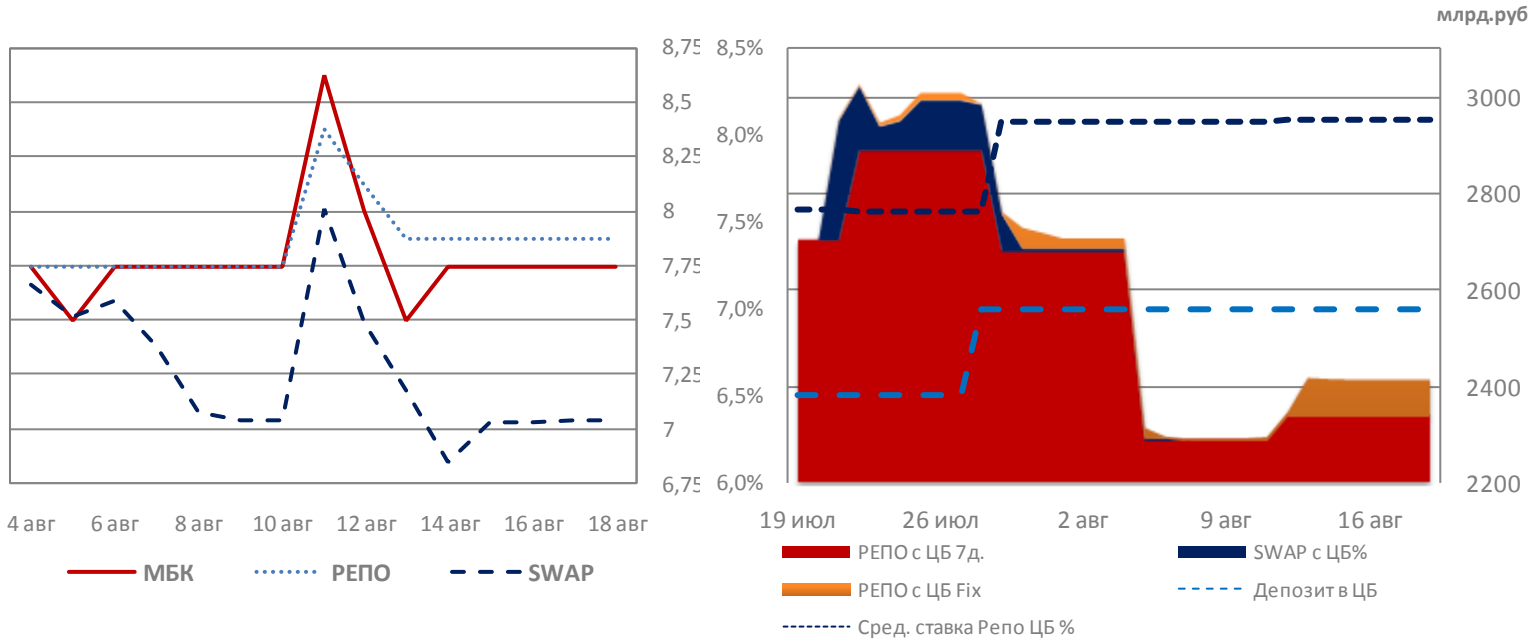 млрд.руб
8,75
8,5
8,25
8
7,75
7,5
7,25
7
6,75
4 авг 6 авг 8 авг 10 авг 12 авг 14 авг 16 авг 18 авг
МБК РЕПО SWAP
8,5%
8,0%
7,5%
7,0%
6,5%
6,0%
3000
2800
2600
2400
2200
19 июл 26 июл 2 авг 9 авг 16 авг
РЕПО с ЦБ 7д. SWAP с ЦБ%
РЕПО с ЦБ Fix Депозит в ЦБ
Сред. ставка Репо ЦБ %